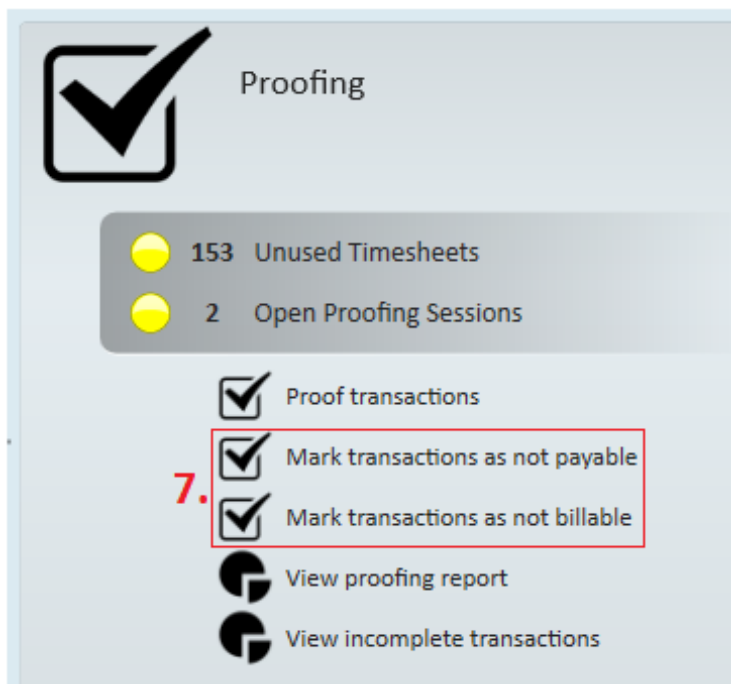 Proofing
153 Unused Timesheets
2 Open Proofing Sessions
Proof transactions
7.
Mark transactions as not payable
Mark transactions as not billable
View proofing report
View incomplete transactions